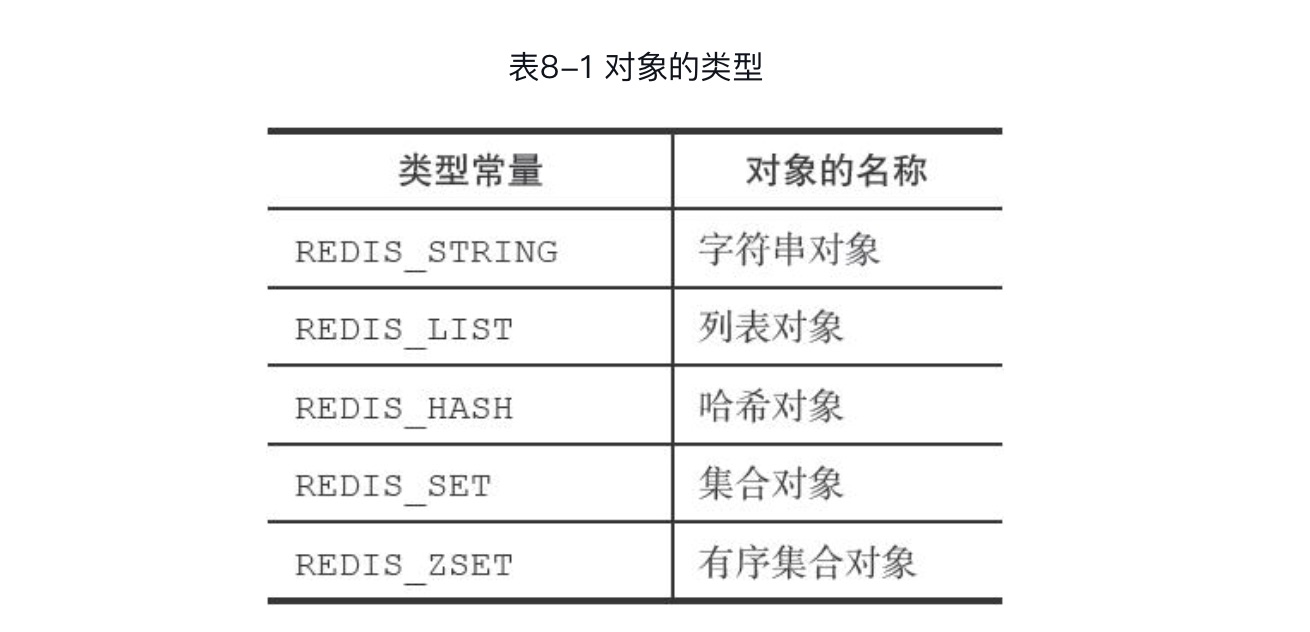 表8-1 对象的类型
类型常量 对象的名称
REDIS_STRING 字符串对象
REDIS_LIST 列表对象
REDIS_HASH 哈希对象
REDIS_SET 集合对象
REDIS_ZSET 有序集合对象